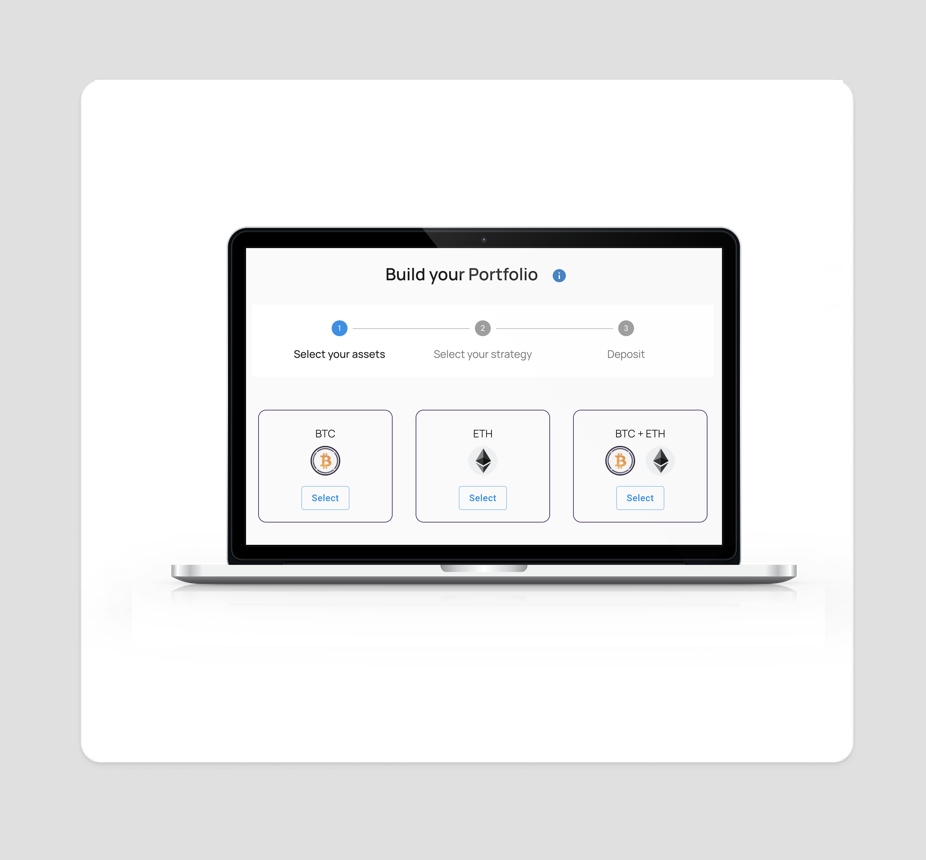 Build your Portfolio
1
2
3
Select your assets
Select your strategy
Deposit
BTC
ETH
BTC + ETH
Select
Select
Select